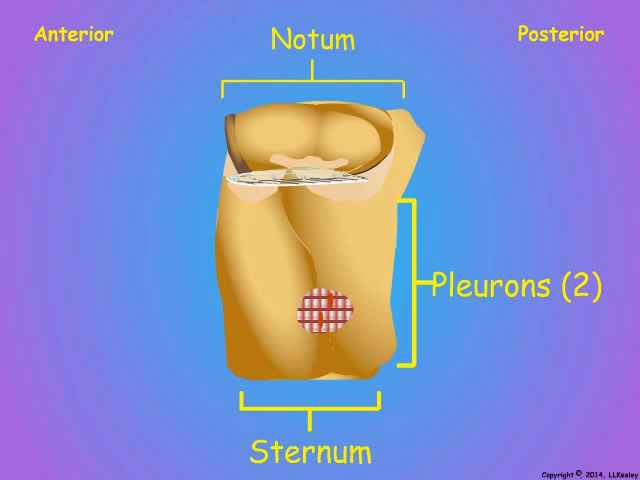 Anterior
Notum
Posterior
Pleurons (2)
Sternum
Copyright © 2014, LLKeeley